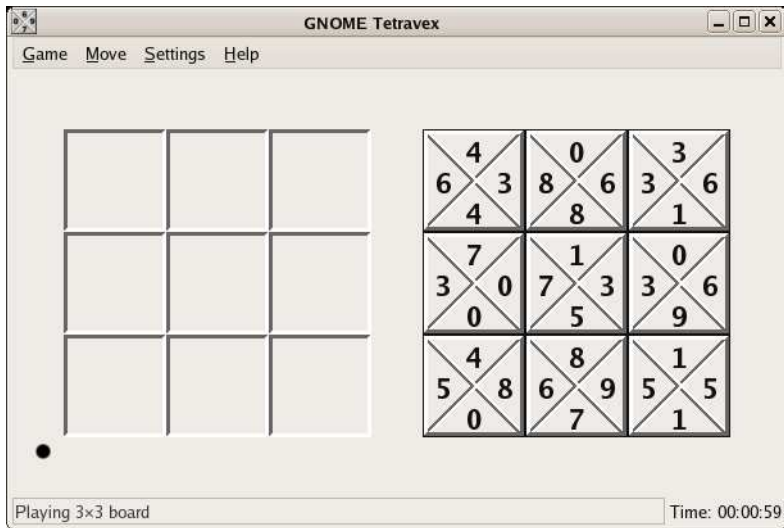 GNOME Tetravex
Game Move Settings Help
4 0 3
6 3 8 6 3 6
4 8 1
7 1 0
3 0 7 3 3 6
0 5 9
4 8 1
5 8 6 9 5 5
0 7 1
Playing 3×3 board Time: 00:00:59